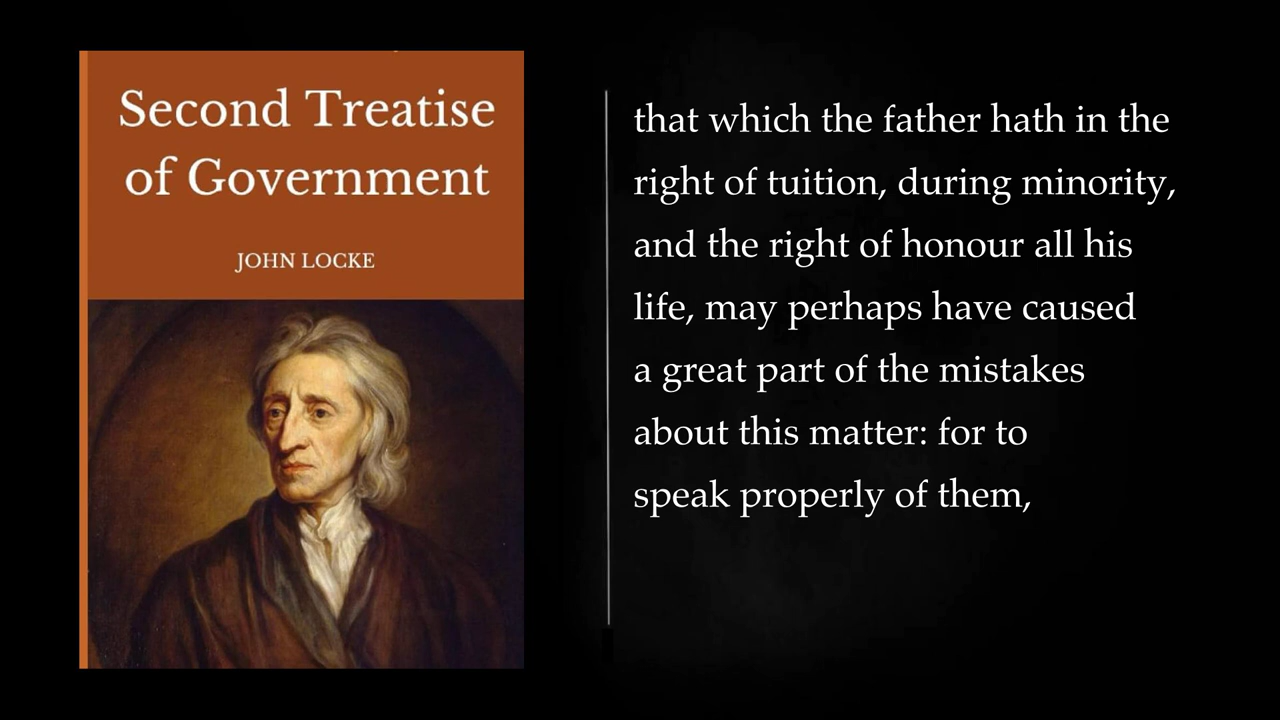 Second Treatise
of Government
JOHN LOCKE
that which the father hath in the
right of tuition, during minority,
and the right of honour all his
life, may perhaps have caused
a great part of the mistakes
about this matter: for to
speak properly of them,